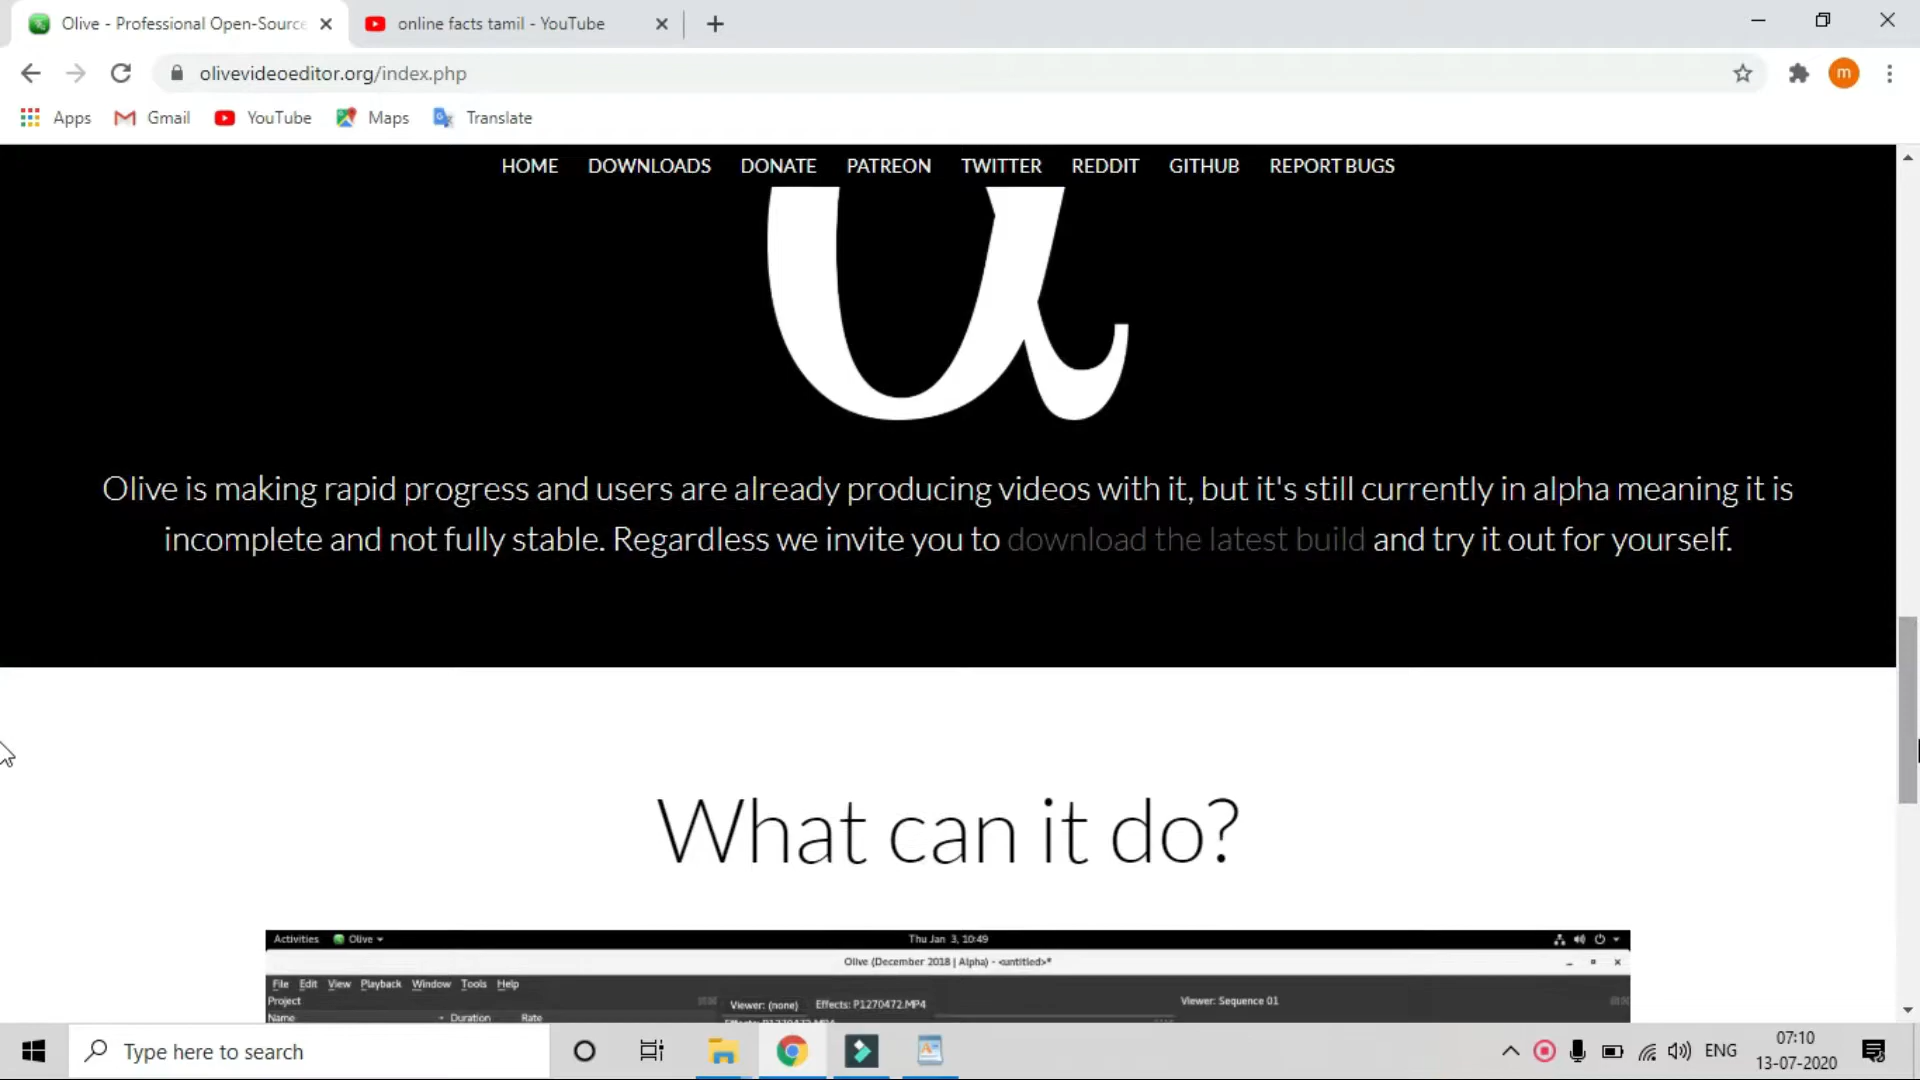 Olive - Professional Open-Source
online facts tamil - YouTube
olivevideoeditor.org/index.php
Apps Gmail YouTube Maps Translate
HOME DOWNLOADS DONATE PATREON TWITTER REDDIT GITHUB REPORT BUGS
α
Olive is making rapid progress and users are already producing videos with it, but it's still currently in alpha meaning it is
incomplete and not fully stable. Regardless we invite you to download the latest build and try it out for yourself.
What can it do?
Activities Olive Thu Jan 3, 10:49
Olive (December 2018 | Alpha) - <untitled>*
File Edit View Playback Window Tools Help
Project Viewer: (none) Effects: P1270472.MP4 Viewer: Sequence 01
Name Duration Rate
Effects: P1270472.MP4
Type here to search
ENG
07:10
13-07-2020